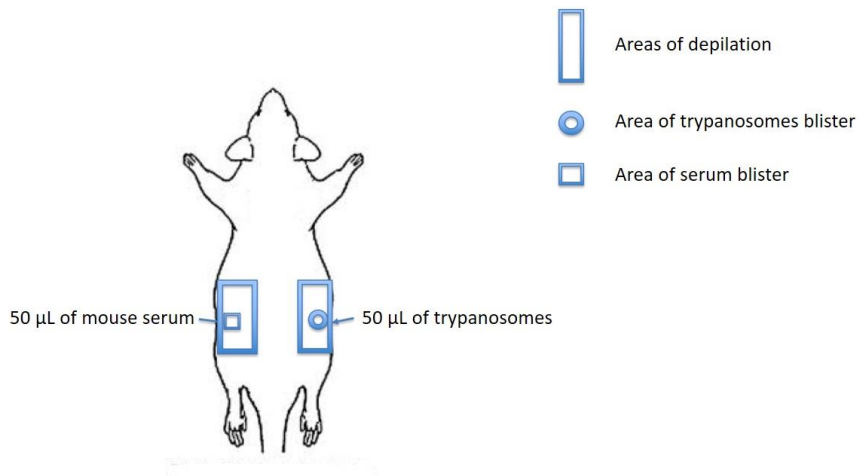 Areas of depilation
Area of trypanosomes blister
Area of serum blister
50 µL of mouse serum
50 µL of trypanosomes